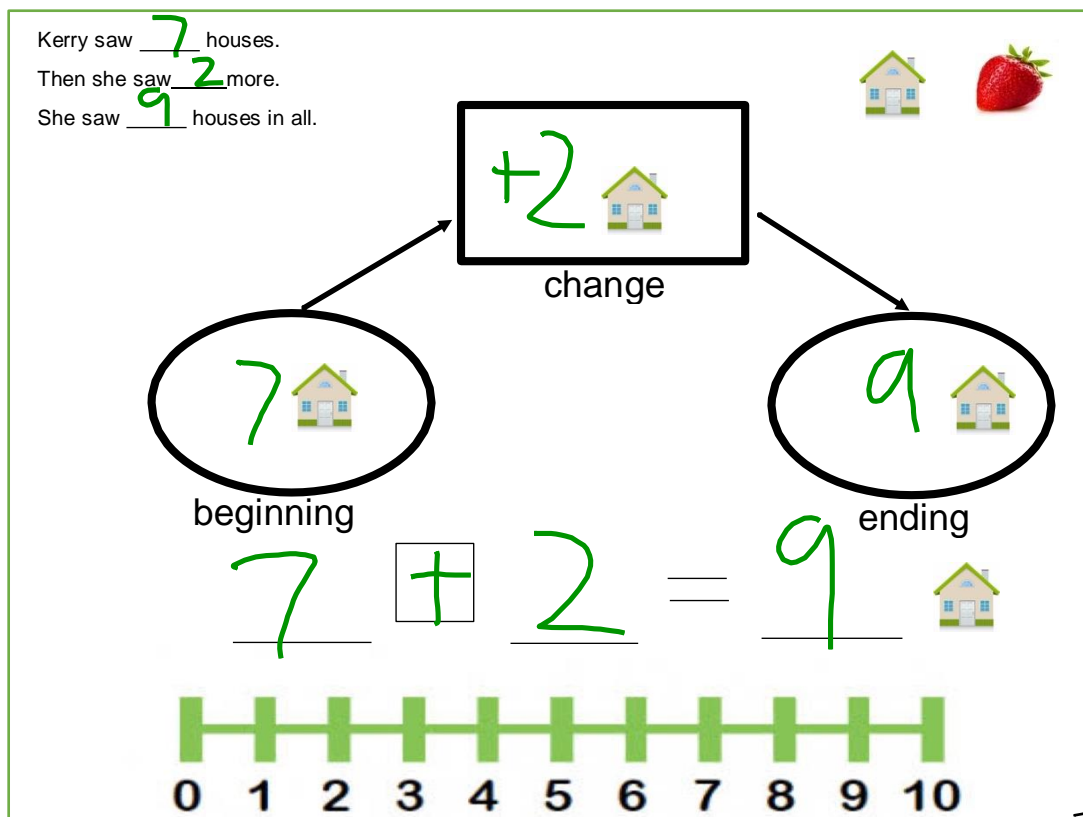 Kerry saw 7 houses.
Then she saw 2 more.
She saw 9 houses in all.
+2
change
7
9
beginning
ending
7 + 2 = 9
0 1 2 3 4 5 6 7 8 9 10